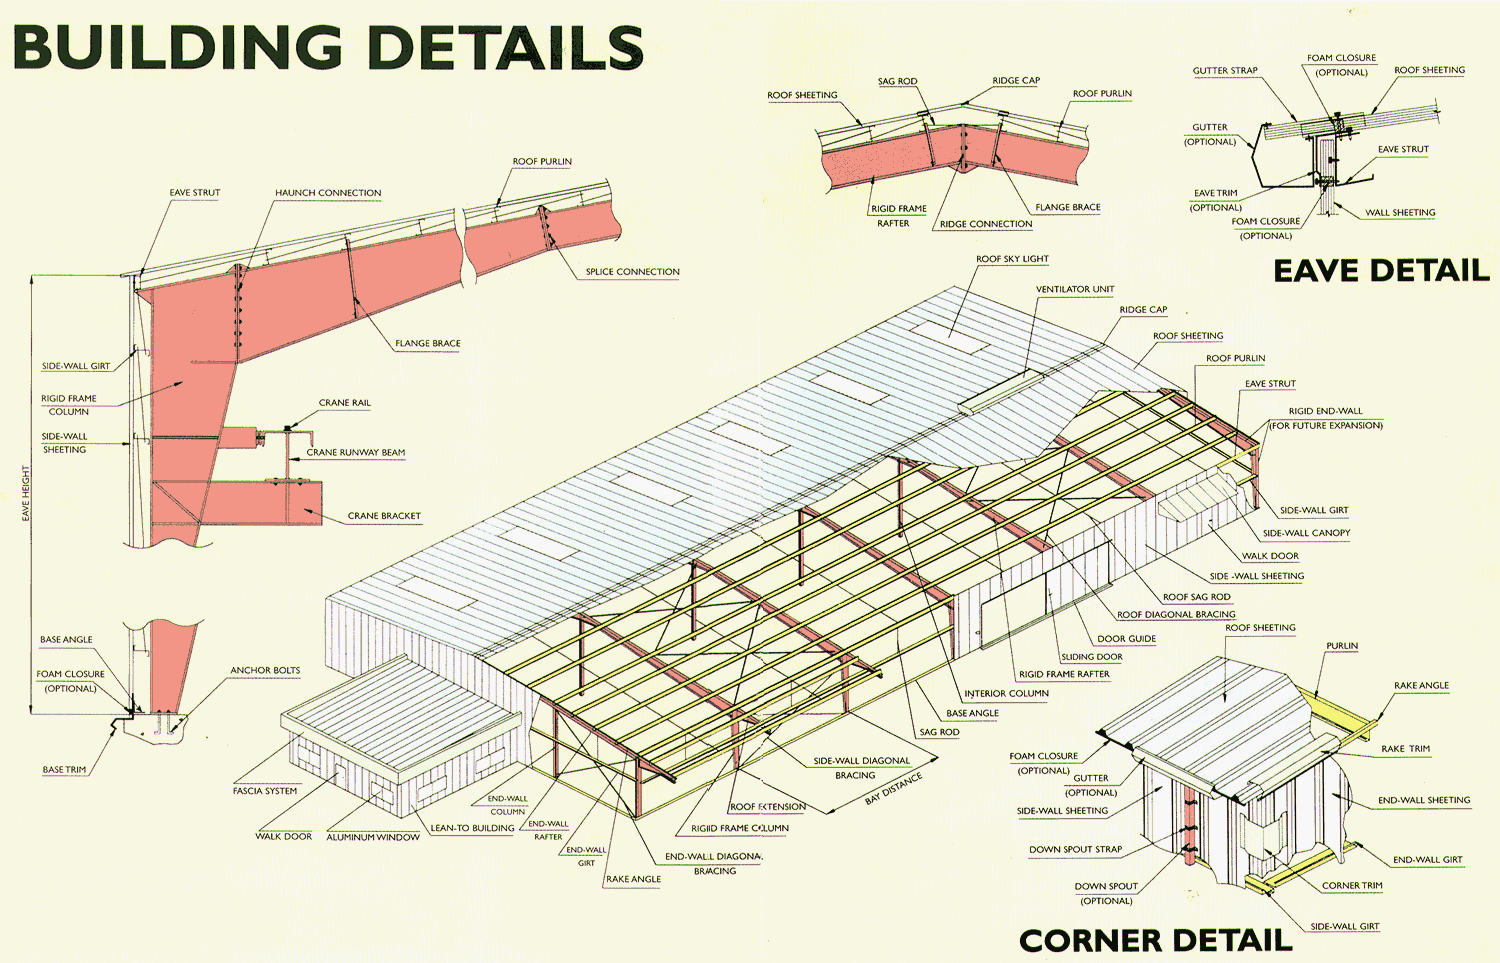 BUILDING DETAILS
EAVE STRUT
HAUNCH CONNECTION
ROOF PURLIN
SPLICE CONNECTION
FLANGE BRACE
SIDE-WALL GIRT
RIGID FRAME
COLUMN
SIDE-WALL
SHEETING
EAVE HEIGHT
CRANE RAIL
CRANE RUNWAY BEAM
CRANE BRACKET
BASE ANGLE
FOAM CLOSURE
(OPTIONAL)
ANCHOR BOLTS
BASE TRIM
ROOF SHEETING
SAG ROD
RIDGE CAP
ROOF PURLIN
RIGID FRAME
RAFTER
RIDGE CONNECTION
FLANGE BRACE
GUTTER STRAP
FOAM CLOSURE
(OPTIONAL)
ROOF SHEETING
GUTTER
(OPTIONAL)
EAVE STRUT
EAVE TRIM
(OPTIONAL)
FOAM CLOSURE
(OPTIONAL)
WALL SHEETING
EAVE DETAIL
ROOF SKY LIGHT
VENTILATOR UNIT
RIDGE CAP
ROOF SHEETING
ROOF PURLIN
EAVE STRUT
RIGID END-WALL
(FOR FUTURE EXPANSION)
SIDE-WALL GIRT
SIDE-WALL CANOPY
WALK DOOR
SIDE -WALL SHEETING
ROOF SAG ROD
ROOF DIAGONAL BRACING
DOOR GUIDE
SLIDING DOOR
RIGID FRAME RAFTER
INTERIOR COLUMN
BASE ANGLE
SAG ROD
SIDE-WALL DIAGONAL
BRACING
BAY DISTANCE
ROOF EXTENSION
RIGIID FRAME COLUMN
END-WALL DIAGONA.
BRACING
RAKE ANGLE
END-WALL
GIRT
END-WALL
RAFTER
END-WALL
COLUMN
LEAN-TO BUILDING
ALUMINUM WINDOW
WALK DOOR
FASCIA SYSTEM
ROOF SHEETING
PURLIN
RAKE ANGLE
RAKE TRIM
FOAM CLOSURE
(OPTIONAL)
GUTTER
(OPTIONAL)
SIDE-WALL SHEETING
END-WALL SHEETING
DOWN SPOUT STRAP
END-WALL GIRT
DOWN SPOUT
(OPTIONAL)
CORNER TRIM
SIDE-WALL GIRT
CORNER DETAIL